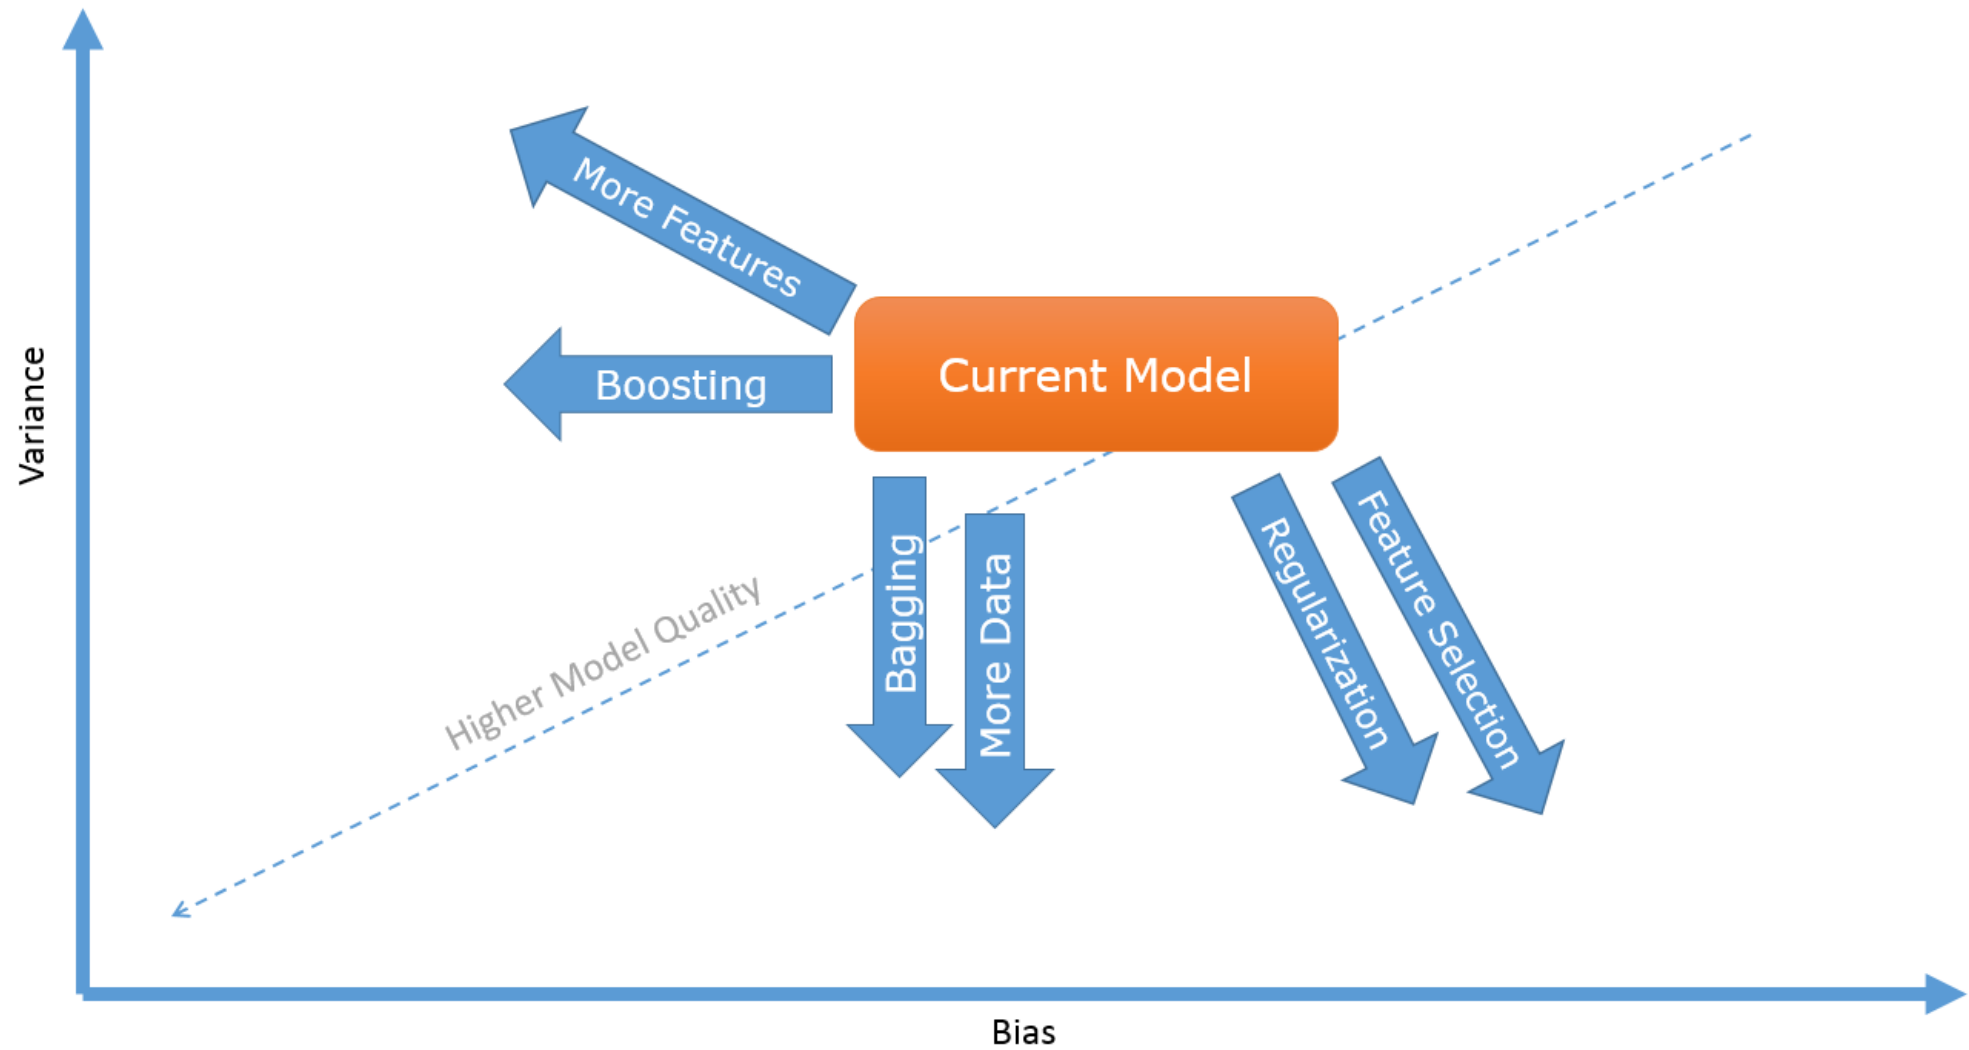 More Features
Current Model
Boosting
Variance
Bagging
More Data
Regularization
Feature Selection
Higher Model Quality
Bias